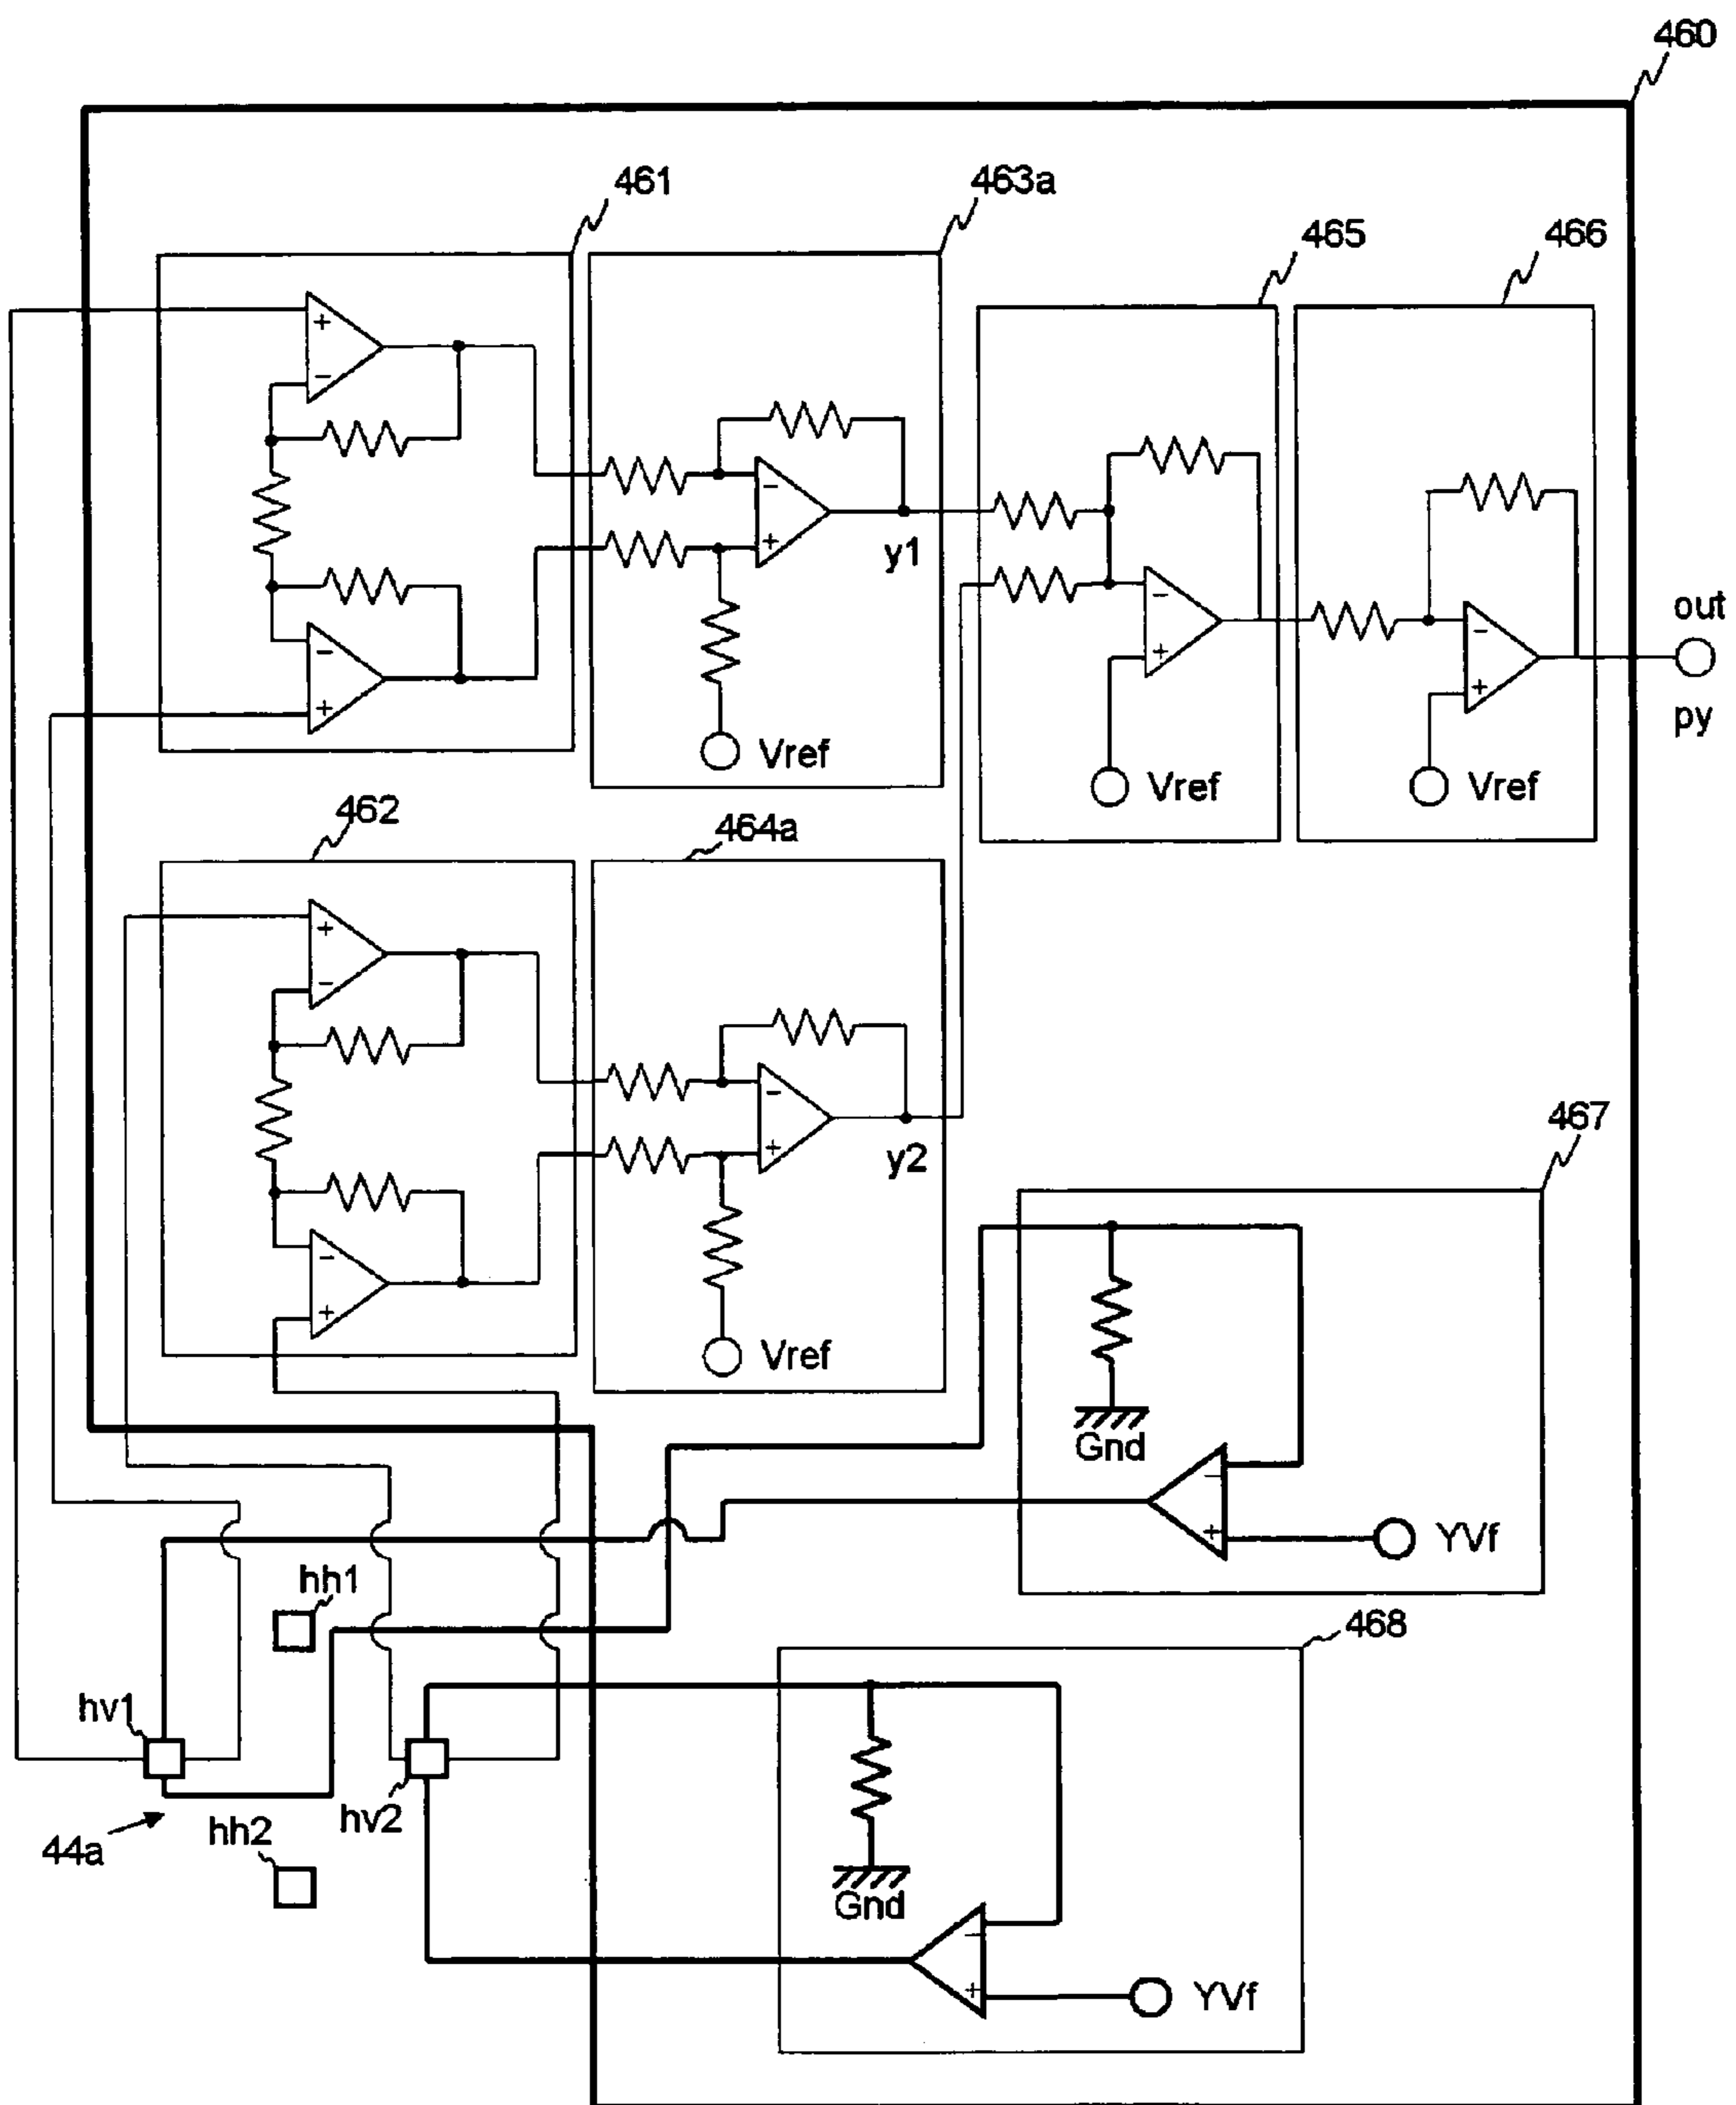 460
461
463a
465
466
+
−
−
+
−
+
y1
Vref
−
+
Vref
−
+
Vref
out
py
462
464a
+
−
−
+
−
+
y2
Vref
467
Gnd
−
+
YVf
hh1
468
hv1
hv2
hh2
44a
Gnd
−
+
YVf